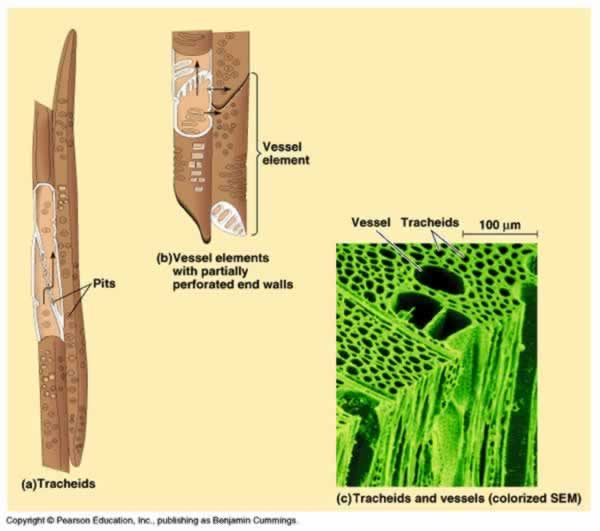 Vessel
element
(b)Vessel elements
with partially
perforated end walls
Pits
(a)Tracheids
Vessel Tracheids 100 μm
(c)Tracheids and vessels (colorized SEM)
Copyright © Pearson Education, Inc., publishing as Benjamin Cummings.